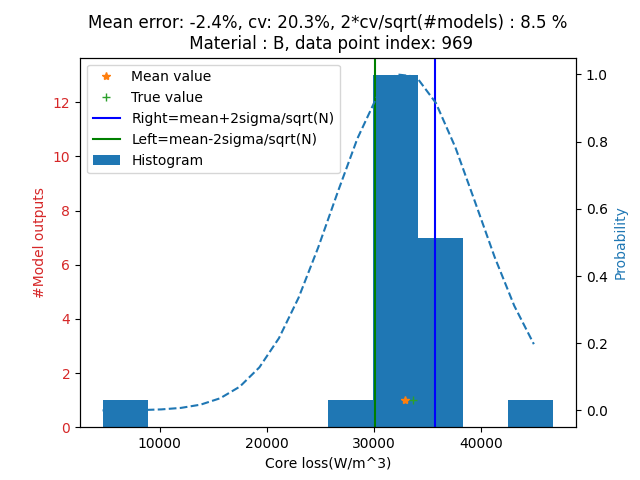 Mean error: -2.4%, cv: 20.3%, 2*cv/sqrt(#models) : 8.5 %
Material : B, data point index: 969
Mean value
True value
Right=mean+2sigma/sqrt(N)
Left=mean-2sigma/sqrt(N)
Histogram
#Model outputs
12
10
8
6
4
2
0
1.0
0.8
0.6
0.4
0.2
0.0
Probability
10000 20000 30000 40000
Core loss(W/m^3)